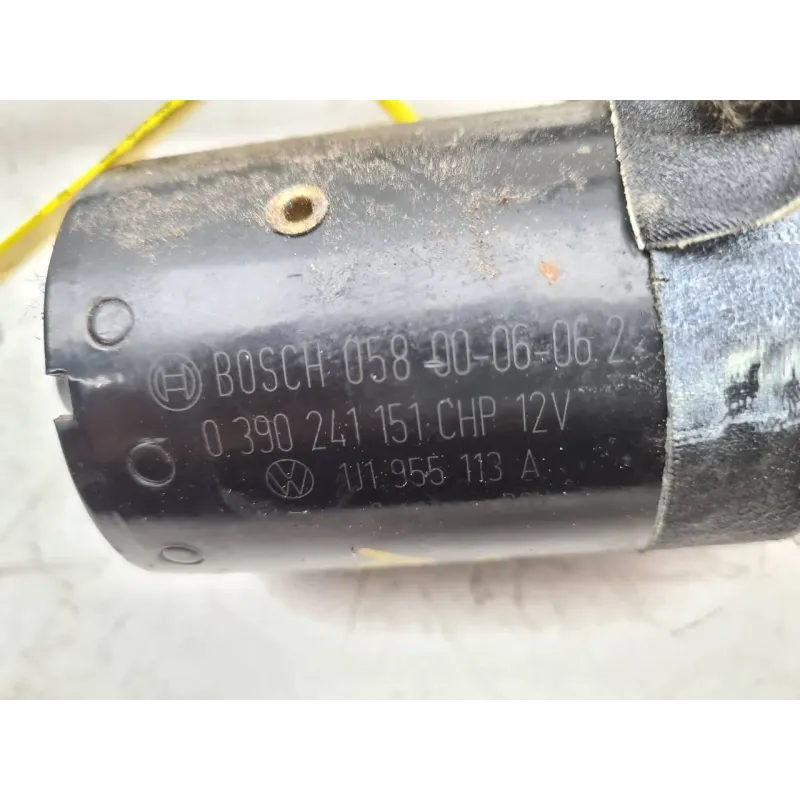 BOSCH 058 00-06-06 2
0 390 241 151 CHP 12V
1J1 955 113 A